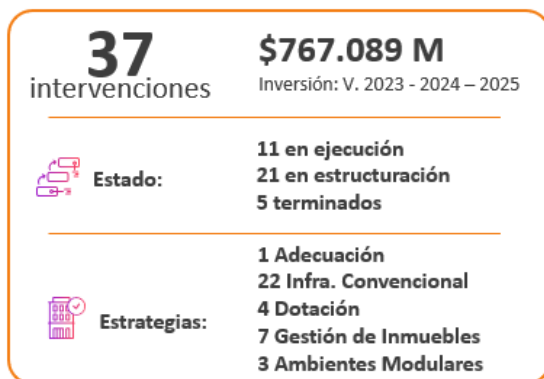 37
intervenciones
$767.089 M
Inversión: V. 2023 - 2024 – 2025
Estado:
11 en ejecución
21 en estructuración
5 terminados
Estrategias:
1 Adecuación
22 Infra. Convencional
4 Dotación
7 Gestión de Inmuebles
3 Ambientes Modulares